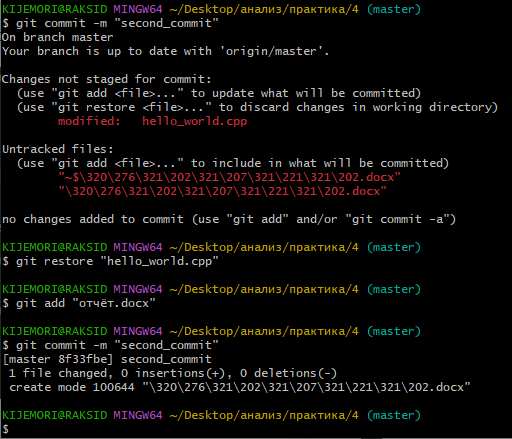 KIJEMORI@RAKSID MINGW64 ~/Desktop/анализ/практика/4 (master)
$ git commit -m "second_commit"
On branch master
Your branch is up to date with 'origin/master'.
Changes not staged for commit:
(use "git add <file>..." to update what will be committed)
(use "git restore <file>..." to discard changes in working directory)
modified: hello_world.cpp
Untracked files:
(use "git add <file>..." to include in what will be committed)
"~$\320\276\321\202\321\207\321\221\321\202.docx"
"\320\276\321\202\321\207\321\221\321\202.docx"
no changes added to commit (use "git add" and/or "git commit -a")
KIJEMORI@RAKSID MINGW64 ~/Desktop/анализ/практика/4 (master)
$ git restore "hello_world.cpp"
KIJEMORI@RAKSID MINGW64 ~/Desktop/анализ/практика/4 (master)
$ git add "отчёт.docx"
KIJEMORI@RAKSID MINGW64 ~/Desktop/анализ/практика/4 (master)
$ git commit -m "second_commit"
[master 8f33fbe] second_commit
1 file changed, 0 insertions(+), 0 deletions(-)
create mode 100644 "\320\276\321\202\321\207\321\221\321\202.docx"
KIJEMORI@RAKSID MINGW64 ~/Desktop/анализ/практика/4 (master)
$